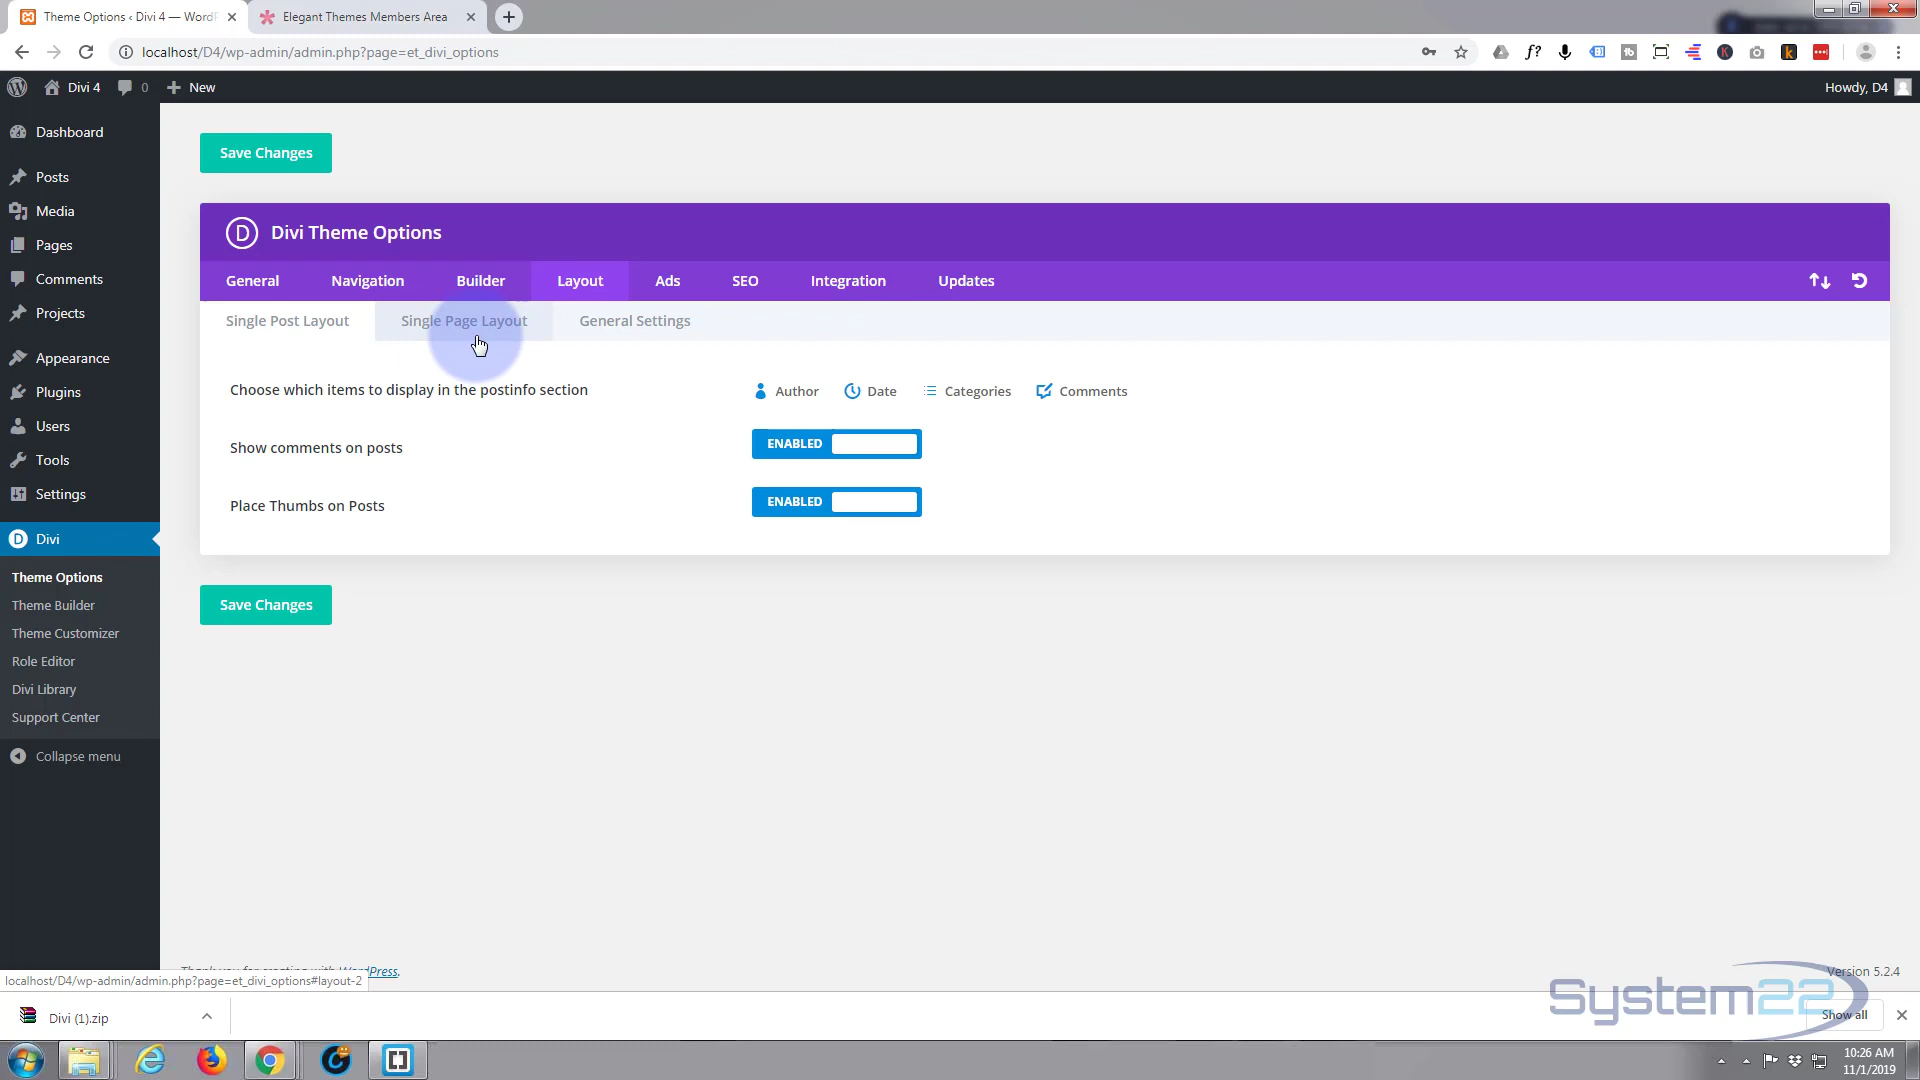 Theme Options ‹ Divi 4 — WordP
Elegant Themes Members Area
localhost/D4/wp-admin/admin.php?page=et_divi_options
Divi 4
0
New
Howdy, D4
Dashboard
Posts
Media
Pages
Comments
Projects
Appearance
Plugins
Users
Tools
Settings
Divi
Theme Options
Theme Builder
Theme Customizer
Role Editor
Divi Library
Support Center
Collapse menu
Save Changes
D Divi Theme Options
General Navigation Builder Layout Ads SEO Integration Updates
Single Post Layout Single Page Layout General Settings
Choose which items to display in the postinfo section Author Date Categories Comments
Show comments on posts ENABLED
Place Thumbs on Posts ENABLED
Save Changes
Thank you for creating with WordPress.
Version 5.2.4
localhost/D4/wp-admin/admin.php?page=et_divi_options#layout-2
Divi (1).zip
System22
Show all
10:26 AM
11/1/2019